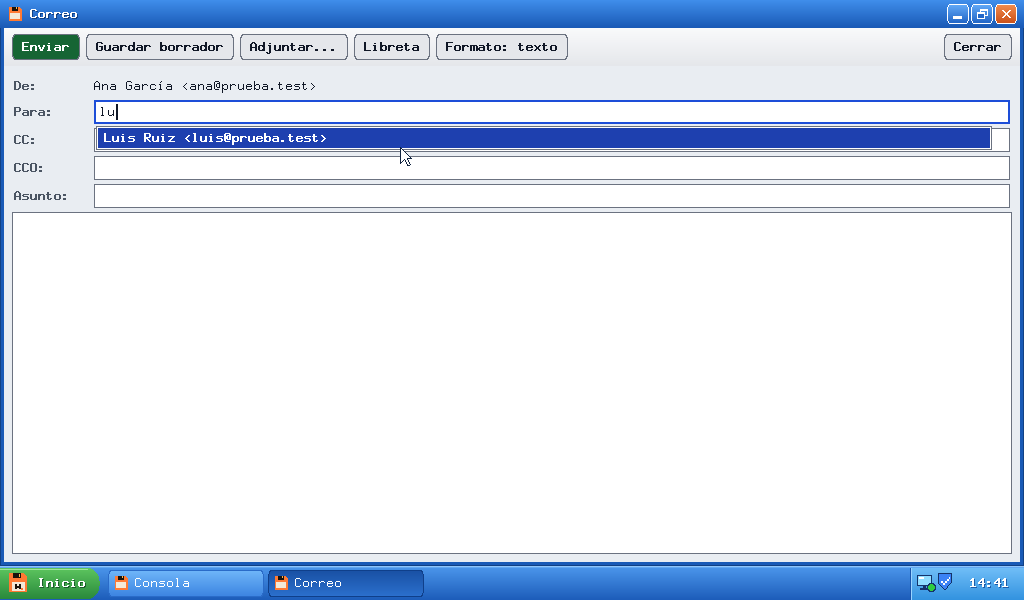 Correo
Enviar Guardar borrador Adjuntar... Libreta Formato: texto Cerrar
De: Ana García <ana@prueba.test>
Para: lu
Luis Ruiz <luis@prueba.test>
CC:
CCO:
Asunto:
Inicio Consola Correo 14:41